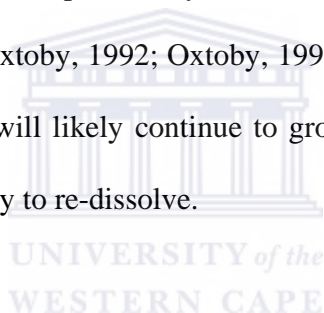 xtoby, 1992; Oxtoby, 199
will likely continue to gro
y to re-dissolve.
UNIVERSITY of the
WESTERN CAPE